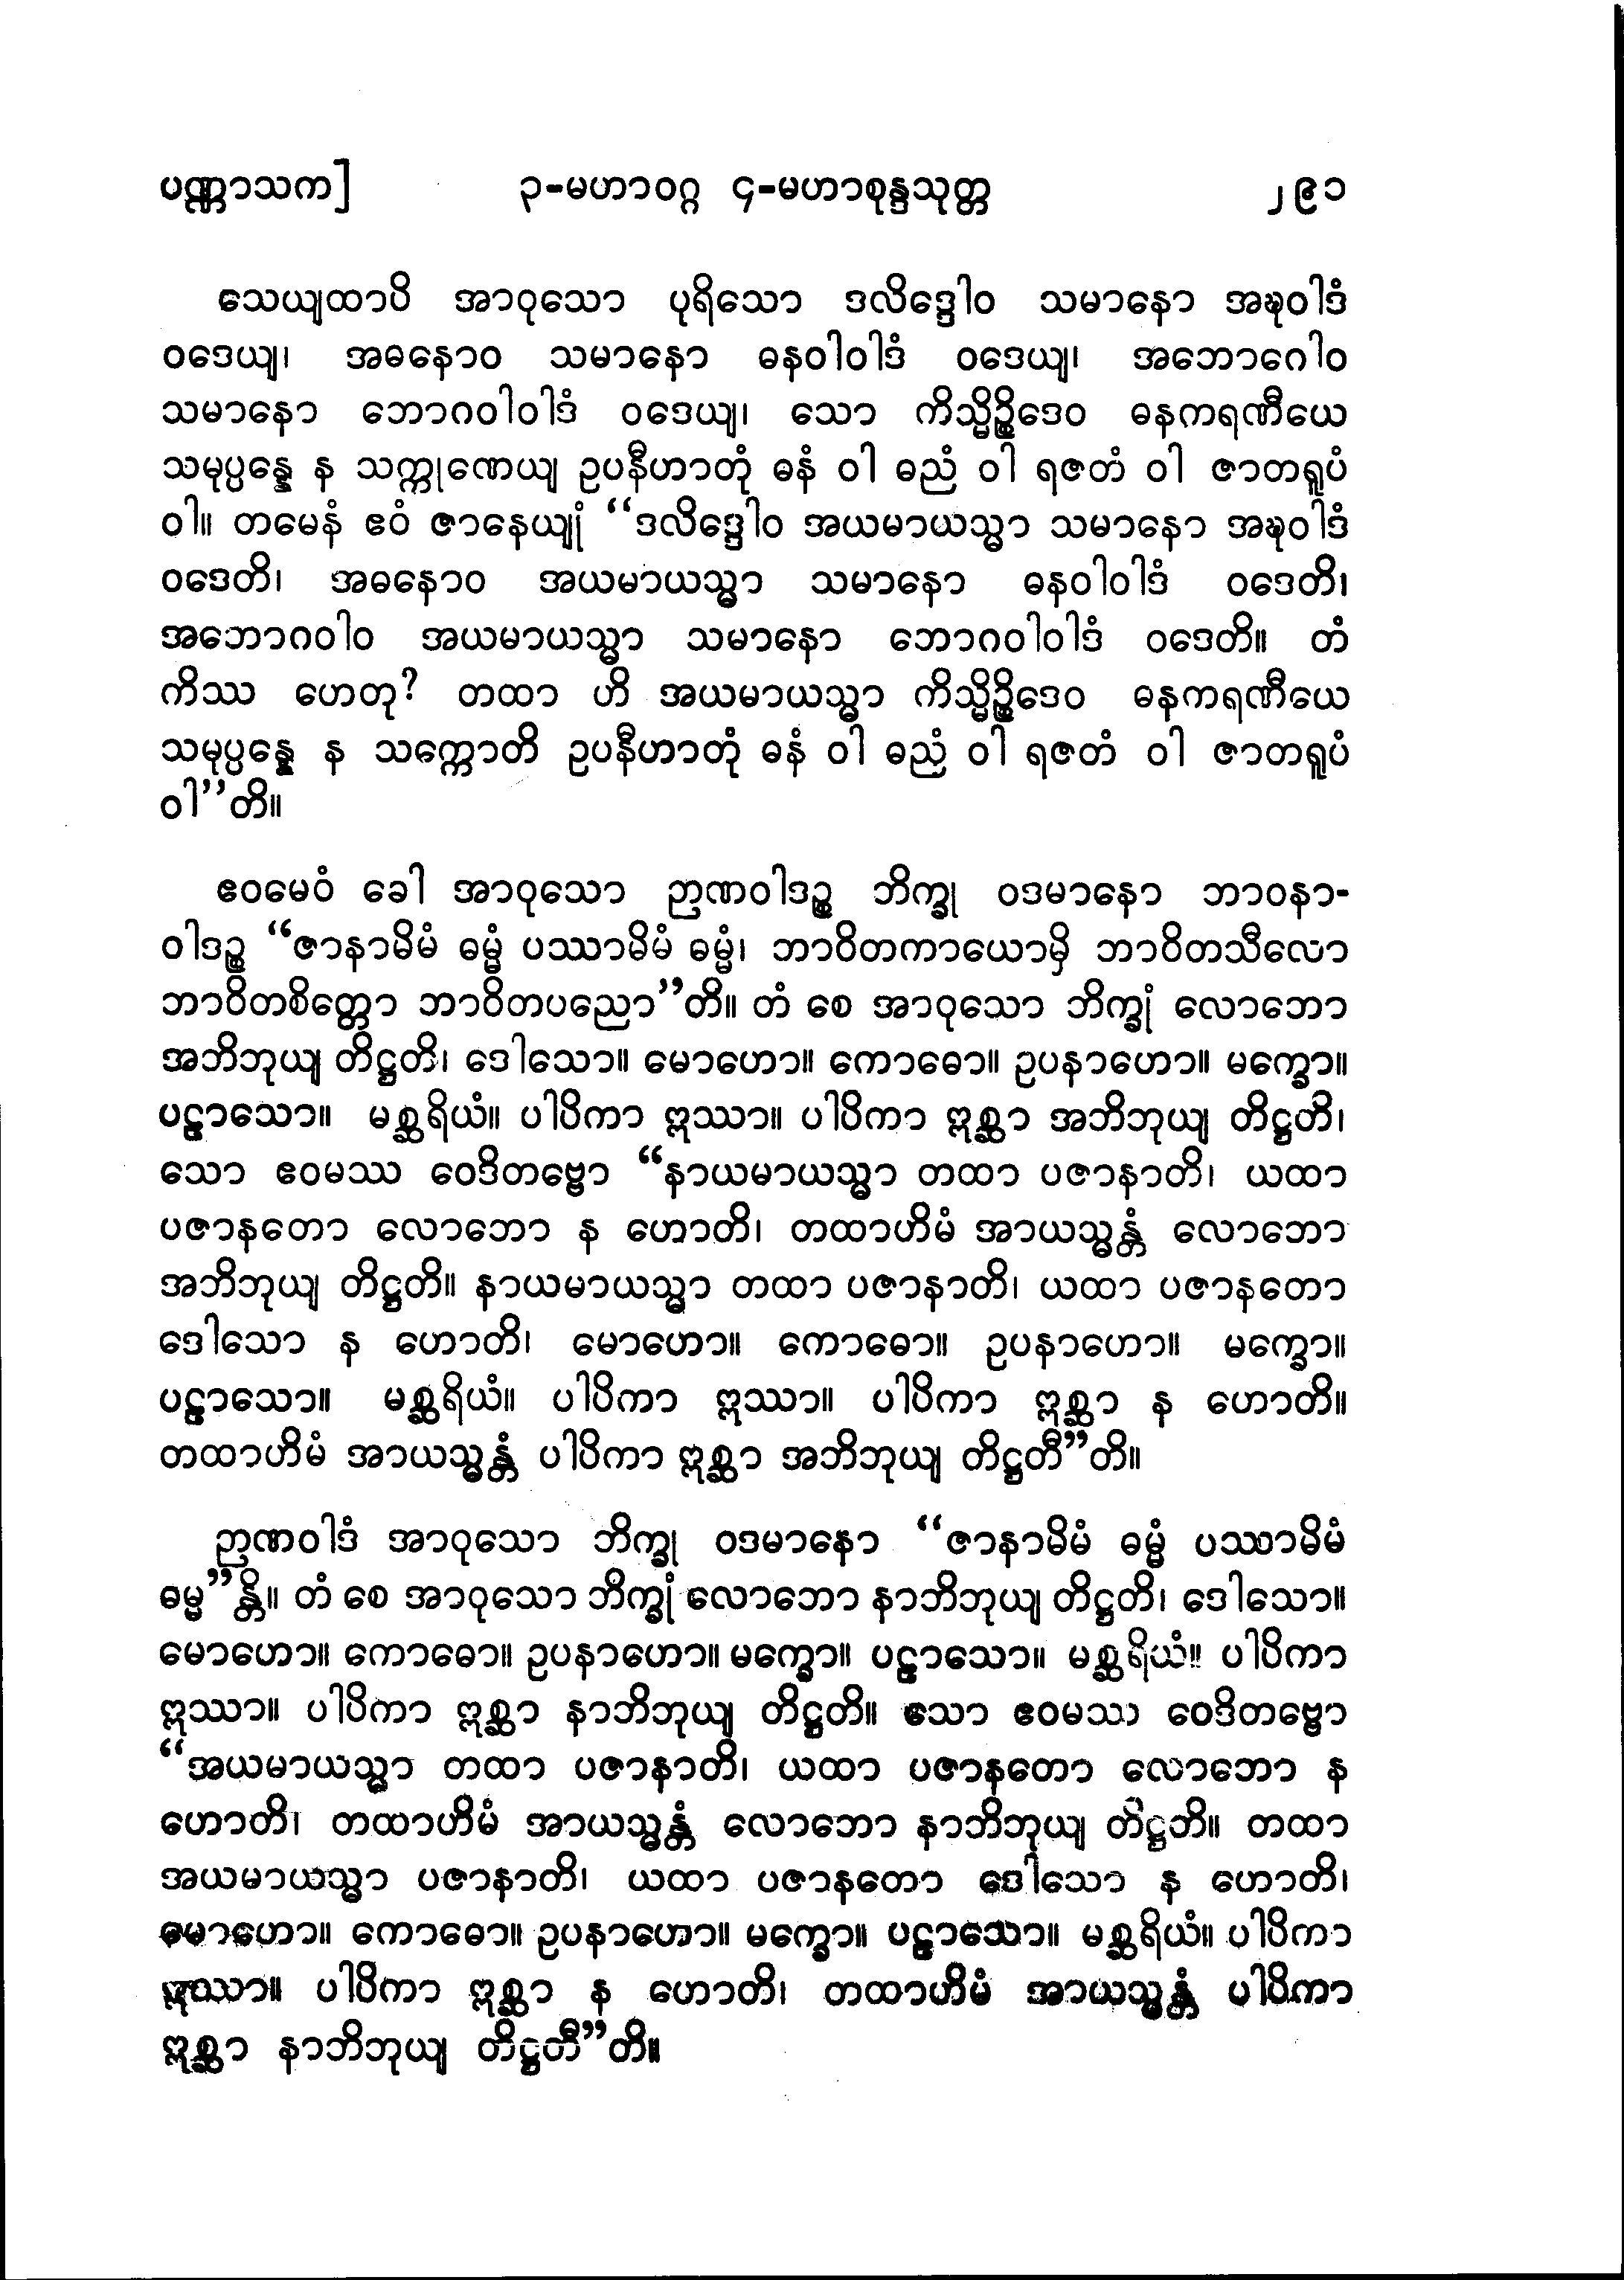 ပဏ္ဏာသက] ၃-မဟာဝဂ္ဂ ၄-မဟာစုန္ဒသုတ္တ ၂၉၁
သေယျထာပိ အာဝုသော ပုရိသော ဒလိဒ္ဒေါဝ သမာနော အဍ္ဎဝါဒံ
ဝဒေယျ၊ အဓနောဝ သမာနော ဓနဝါဝါဒံ ဝဒေယျ၊ အဘောဂေါဝ
သမာနော ဘောဂဝါဝါဒံ ဝဒေယျ၊ သော ကိသ္မိဉ္စိဒေဝ ဓနကရဏီယေ
သမုပ္ပန္နေ န သက္ကုဏေယျ ဥပနီဟာတုံ ဓနံ ဝါ ဓညံ ဝါ ရဇတံ ဝါ ဇာတရူပံ
ဝါ။ တမေနံ ဧဝံ ဇာနေယျုံ “ဒလိဒ္ဒေါဝ အယမာယသ္မာ သမာနော အဍ္ဎဝါဒံ
ဝဒေတိ၊ အဓနောဝ အယမာယသ္မာ သမာနော ဓနဝါဝါဒံ ဝဒေတိ၊
အဘောဂဝါဝ အယမာယသ္မာ သမာနော ဘောဂဝါဝါဒံ ဝဒေတိ။ တံ
ကိဿ ဟေတု? တထာ ဟိ အယမာယသ္မာ ကိသ္မိဉ္စိဒေဝ ဓနကရဏီယေ
သမုပ္ပန္နေ န သက္ကောတိ ဥပနီဟာတုံ ဓနံ ဝါ ဓညံ ဝါ ရဇတံ ဝါ ဇာတရူပံ
ဝါ”တိ။
ဧဝမေဝံ ခေါ အာဝုသော ဉာဏဝါဒဉ္စ ဘိက္ခု ဝဒမာနော ဘာဝနာ-
ဝါဒဉ္စ “ဇာနာမိမံ ဓမ္မံ ပဿာမိမံ ဓမ္မံ၊ ဘာဝိတကာယောမှိ ဘာဝိတသီလော
ဘာဝိတစိတ္တော ဘာဝိတပညော”တိ။ တံ စေ အာဝုသော ဘိက္ခုံ လောဘော
အဘိဘုယျ တိဋ္ဌတိ၊ ဒေါသော။ မောဟော။ ကောဓော။ ဥပနာဟော။ မက္ခော။
ပဠာသော။ မစ္ဆရိယံ။ ပါပိကာ ဣဿာ။ ပါပိကာ ဣစ္ဆာ အဘိဘုယျ တိဋ္ဌတိ၊
သော ဧဝမဿ ဝေဒိတဗ္ဗော “နာယမာယသ္မာ တထာ ပဇာနာတိ၊ ယထာ
ပဇာနတော လောဘော န ဟောတိ၊ တထာဟိမံ အာယသ္မန္တံ လောဘော
အဘိဘုယျ တိဋ္ဌတိ။ နာယမာယသ္မာ တထာ ပဇာနာတိ၊ ယထာ ပဇာနတော
ဒေါသော န ဟောတိ၊ မောဟော။ ကောဓော။ ဥပနာဟော။ မက္ခော။
ပဠာသော။ မစ္ဆရိယံ။ ပါပိကာ ဣဿာ။ ပါပိကာ ဣစ္ဆာ န ဟောတိ။
တထာဟိမံ အာယသ္မန္တံ ပါပိကာ ဣစ္ဆာ အဘိဘုယျ တိဋ္ဌတီ”တိ။
ဉာဏဝါဒံ အာဝုသော ဘိက္ခု ဝဒမာနော “ဇာနာမိမံ ဓမ္မံ ပဿာမိမံ
ဓမ္မ”န္တိ။ တံ စေ အာဝုသော ဘိက္ခုံ လောဘော နာဘိဘုယျ တိဋ္ဌတိ၊ ဒေါသော။
မောဟော။ ကောဓော။ ဥပနာဟော။ မက္ခော။ ပဠာသော။ မစ္ဆရိယံ။ ပါပိကာ
ဣဿာ။ ပါပိကာ ဣစ္ဆာ နာဘိဘုယျ တိဋ္ဌတိ။ သော ဧဝမဿ ဝေဒိတဗ္ဗော
“အယမာယသ္မာ တထာ ပဇာနာတိ၊ ယထာ ပဇာနတော လောဘော န
ဟောတိ၊ တထာဟိမံ အာယသ္မန္တံ လောဘော နာဘိဘုယျ တိဋ္ဌတိ။ တထာ
အယမာယသ္မာ ပဇာနာတိ၊ ယထာ ပဇာနတော ဒေါသော န ဟောတိ၊
မောဟော။ ကောဓော။ ဥပနာဟော။ မက္ခော။ ပဠာသော။ မစ္ဆရိယံ။ ပါပိကာ
ဣဿာ။ ပါပိကာ ဣစ္ဆာ န ဟောတိ၊ တထာဟိမံ အာယသ္မန္တံ ပါပိကာ
ဣစ္ဆာ နာဘိဘုယျ တိဋ္ဌတီ”တိ။